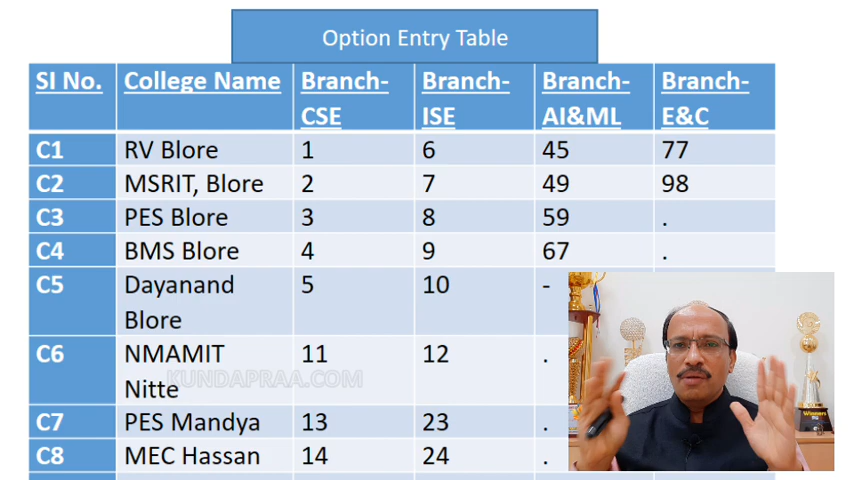 Option Entry Table
SI No. College Name Branch- Branch- Branch- Branch-
CSE ISE AI&ML E&C
C1 RV Blore 1 6 45 77
C2 MSRIT, Blore 2 7 49 98
C3 PES Blore 3 8 59 .
C4 BMS Blore 4 9 67 .
C5 Dayanand 5 10 -
Blore
C6 NMAMIT 11 12 .
Nitte
KUNDAPRAA.COM
C7 PES Mandya 13 23 .
C8 MEC Hassan 14 24 .
Winners